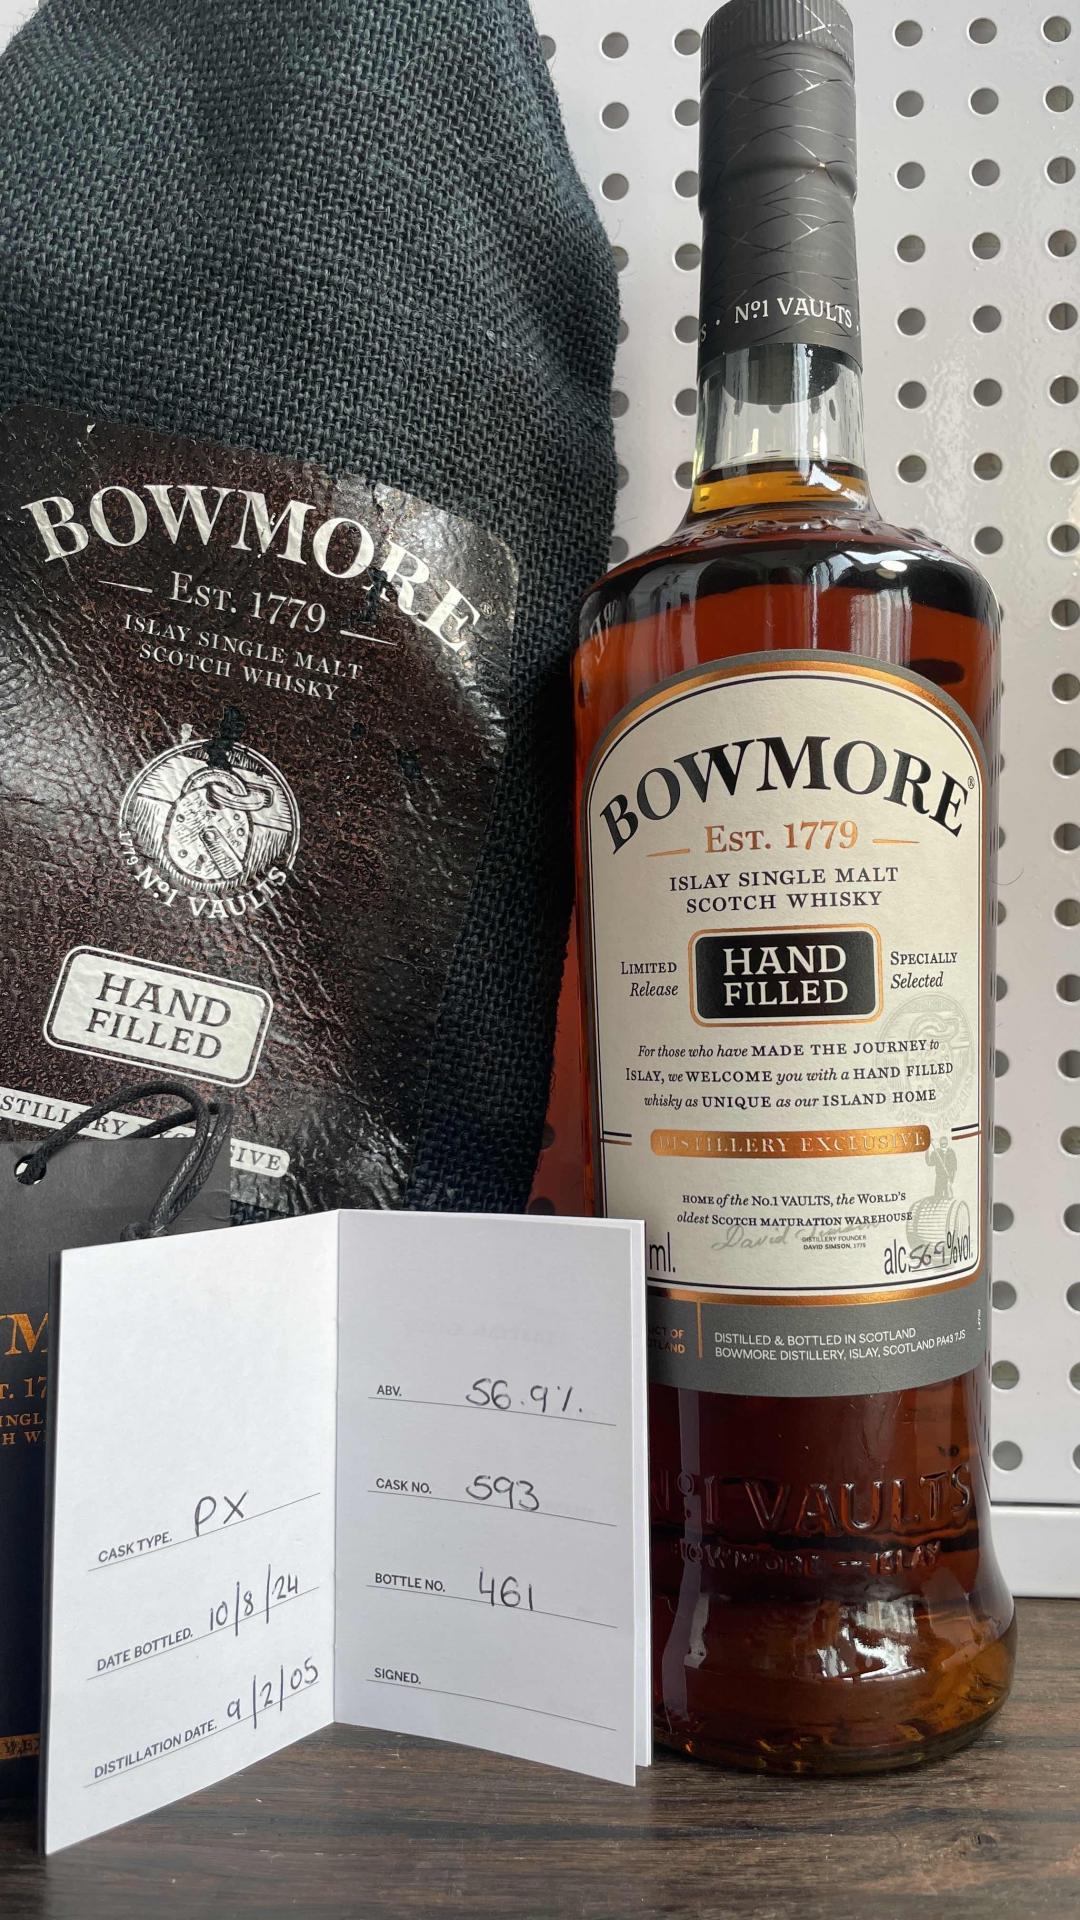 BOWMORE®
EST. 1779
ISLAY SINGLE MALT
SCOTCH WHISKY
1779 Nº1 VAULTS
HAND
FILLED
Nº1 VAULTS
BOWMORE®
EST. 1779
ISLAY SINGLE MALT
SCOTCH WHISKY
LIMITED
Release
HAND
FILLED
SPECIALLY
Selected
For those who have MADE THE JOURNEY to
ISLAY, we WELCOME you with a HAND FILLED
whisky as UNIQUE as our ISLAND HOME
DISTILLERY EXCLUSIVE
HOME of the No.1 VAULTS, the WORLD'S
oldest SCOTCH MATURATION WAREHOUSE
David Simson
DISTILLERY FOUNDER
DAVID SIMSON, 1779
ml.
alc. 56.9 %vol.
DISTILLED & BOTTLED IN SCOTLAND
BOWMORE DISTILLERY, ISLAY, SCOTLAND PA43 7JS
Nº1 VAULTS
BOWMORE — ISLAY
CASK TYPE. PX
DATE BOTTLED. 10/8/24
DISTILLATION DATE. 9/2/05
ABV. 56.9%.
CASK NO. 593
BOTTLE NO. 461
SIGNED.